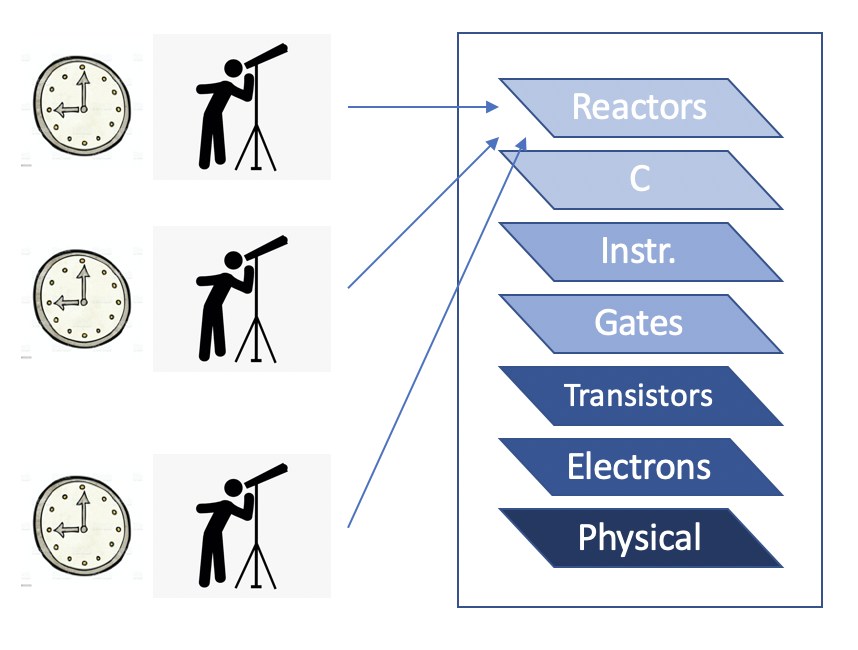 Reactors
C
Instr.
Gates
Transistors
Electrons
Physical